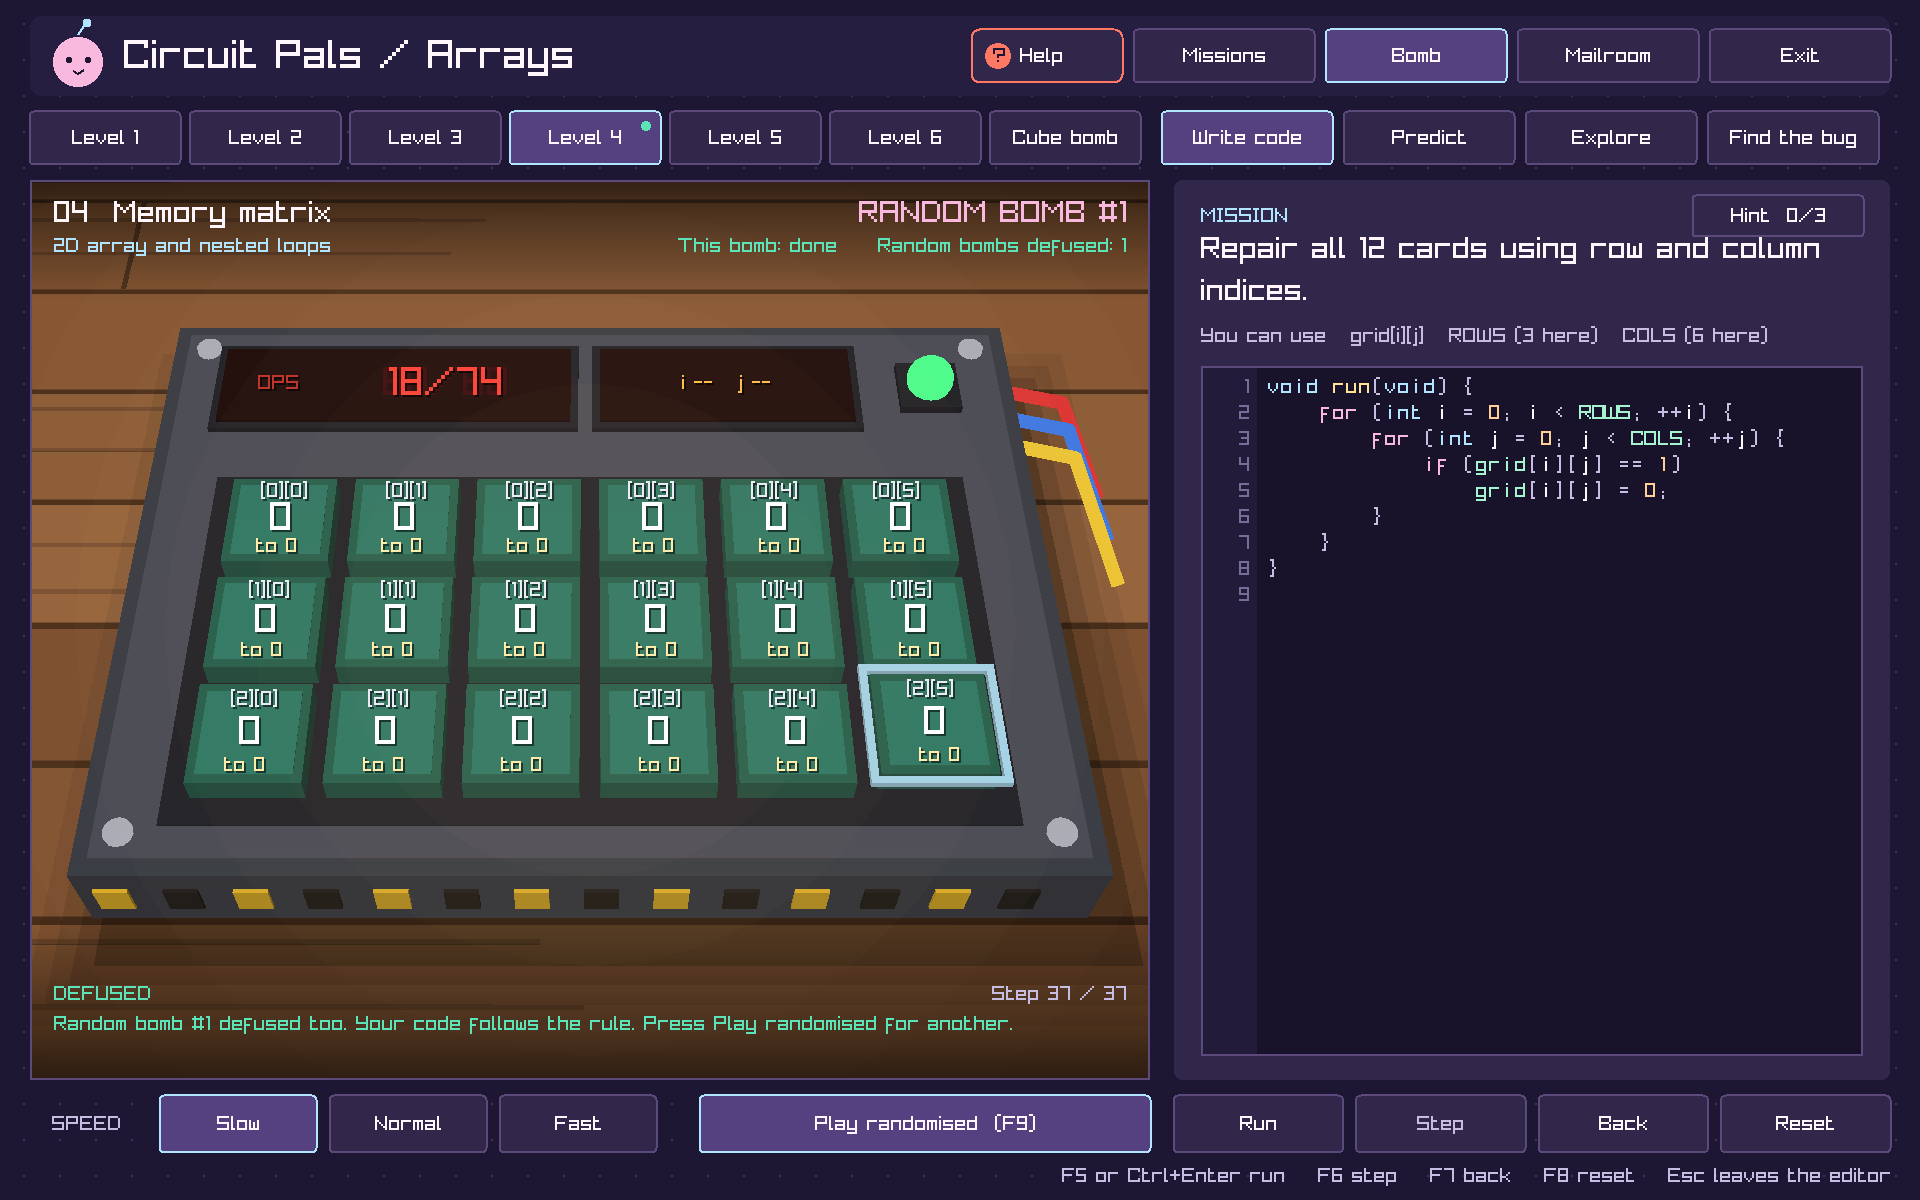 Circuit Pals / Arrays
? Help
Missions
Bomb
Mailroom
Exit
Level 1
Level 2
Level 3
Level 4
Level 5
Level 6
Cube bomb
Write code
Predict
Explore
Find the bug
04 Memory matrix
RANDOM BOMB #1
2D array and nested loops
This bomb: done
Random bombs defused: 1
OPS 18/74
i -- j --
[0][0] [0][1] [0][2] [0][3] [0][4] [0][5]
0 0 0 0 0 0
to 0 to 0 to 0 to 0 to 0 to 0
[1][0] [1][1] [1][2] [1][3] [1][4] [1][5]
0 0 0 0 0 0
to 0 to 0 to 0 to 0 to 0 to 0
[2][0] [2][1] [2][2] [2][3] [2][4] [2][5]
0 0 0 0 0 0
to 0 to 0 to 0 to 0 to 0 to 0
DEFUSED
Step 37 / 37
Random bomb #1 defused too. Your code follows the rule. Press Play randomised for another.
MISSION
Hint 0/3
Repair all 12 cards using row and column
indices.
You can use grid[i][j] ROWS (3 here) COLS (6 here)
1 void run(void) {
2 for (int i = 0; i < ROWS; ++i) {
3 for (int j = 0; j < COLS; ++j) {
4 if (grid[i][j] == 1)
5 grid[i][j] = 0;
6 }
7 }
8 }
9
SPEED
Slow
Normal
Fast
Play randomised (F9)
Run
Step
Back
Reset
F5 or Ctrl+Enter run F6 step F7 back F8 reset Esc leaves the editor